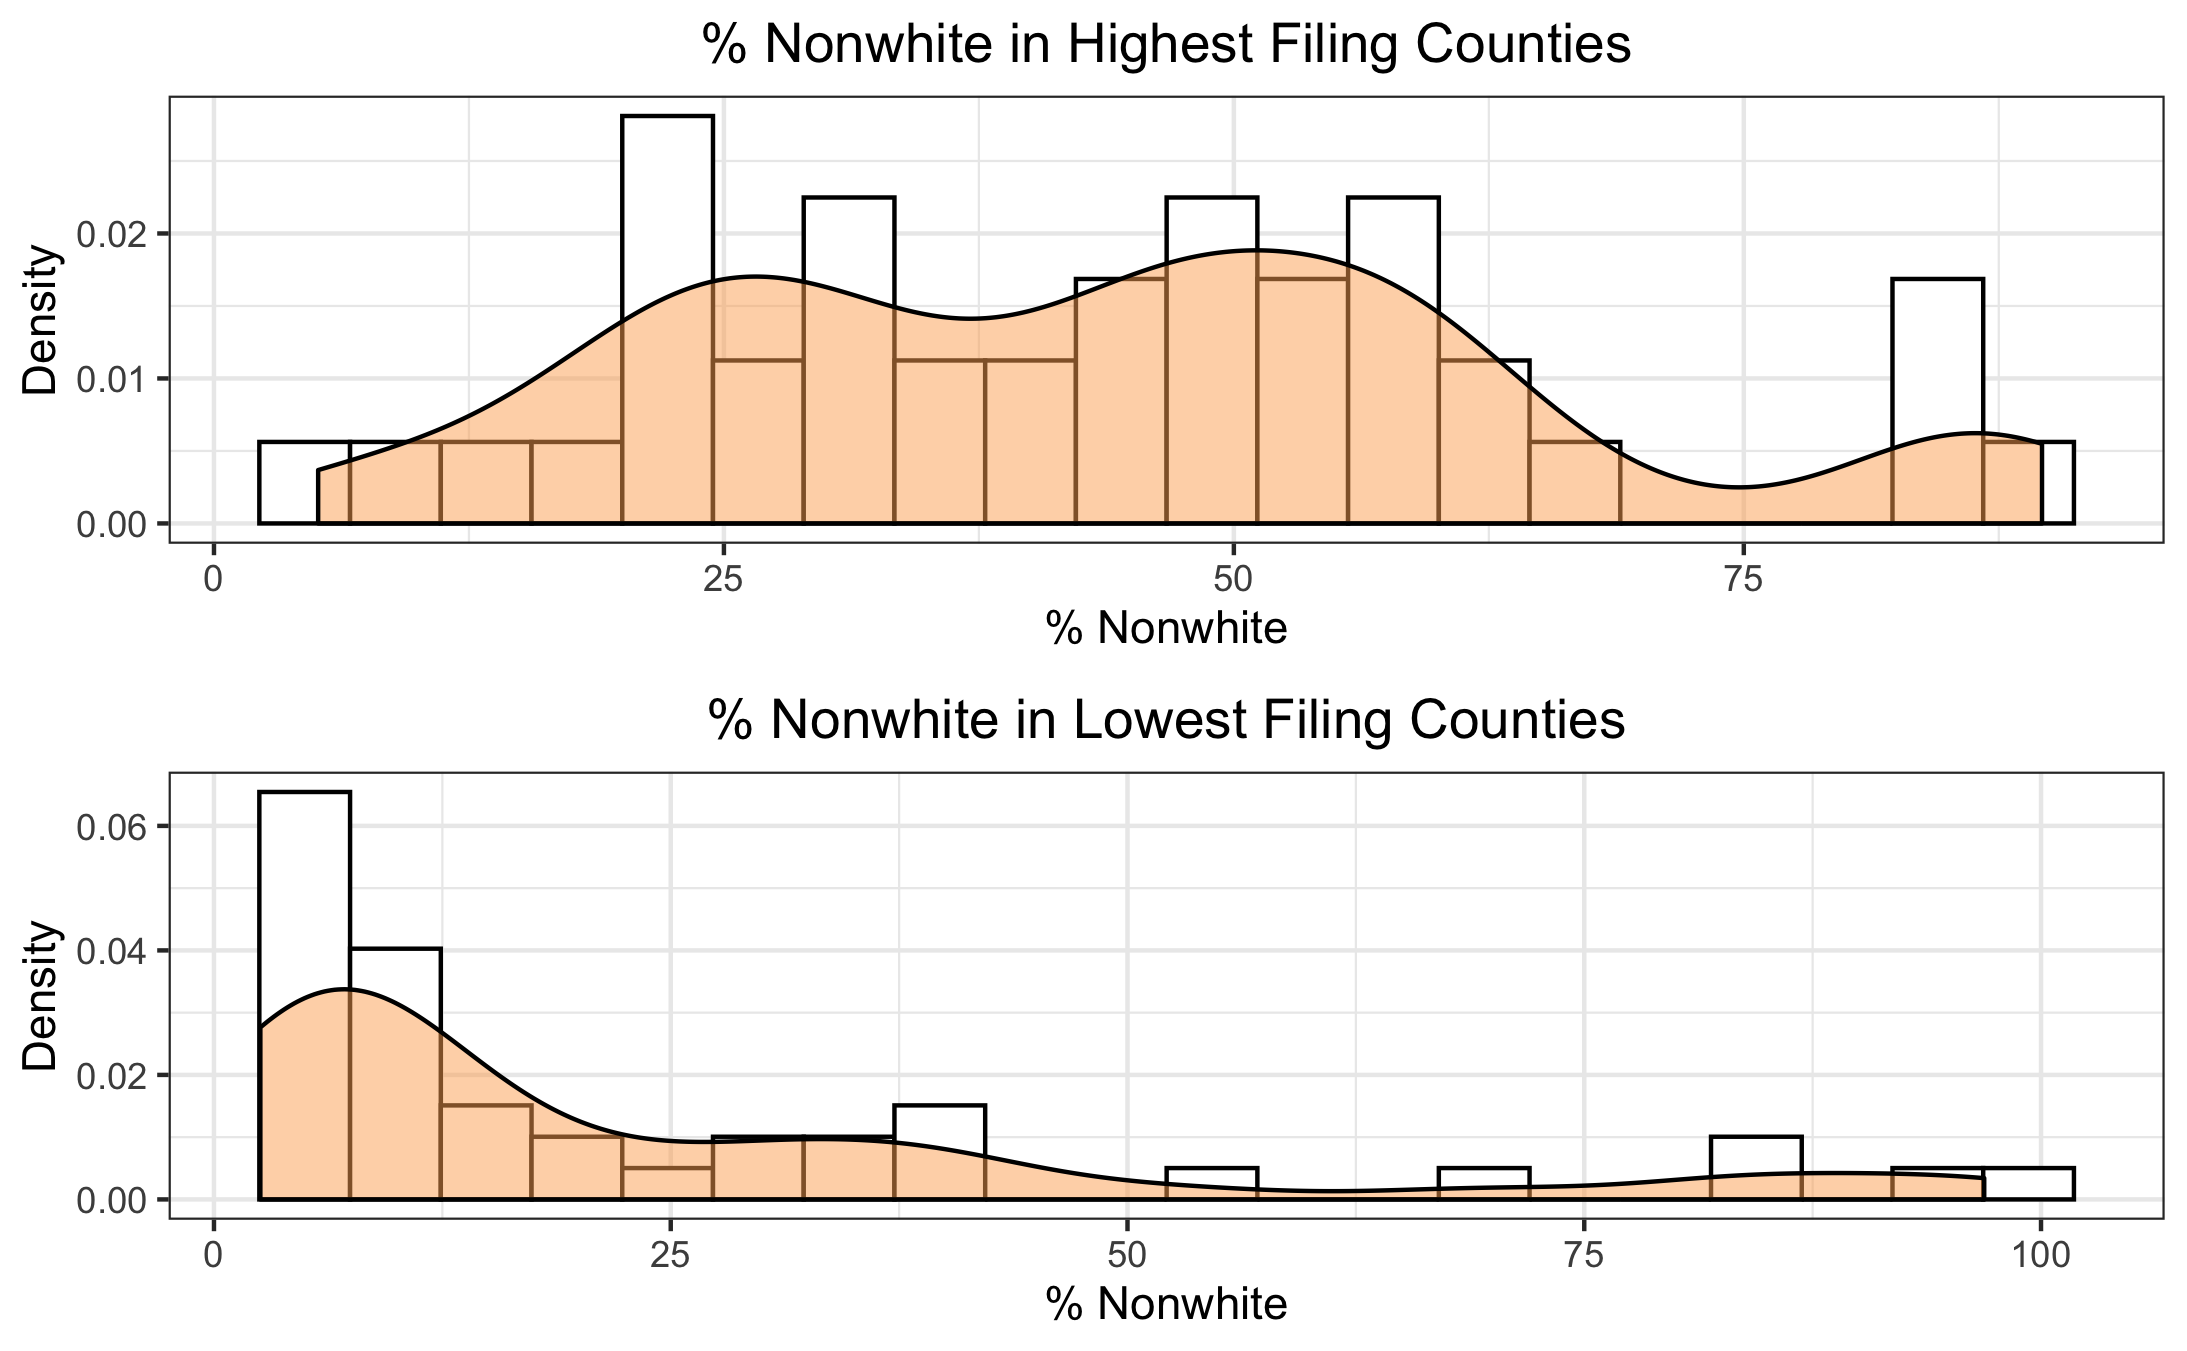 % Nonwhite in Highest Filing Counties
Density
0.02
0.01
0.00
0 25 50 75
% Nonwhite
% Nonwhite in Lowest Filing Counties
Density
0.06
0.04
0.02
0.00
0 25 50 75 100
% Nonwhite